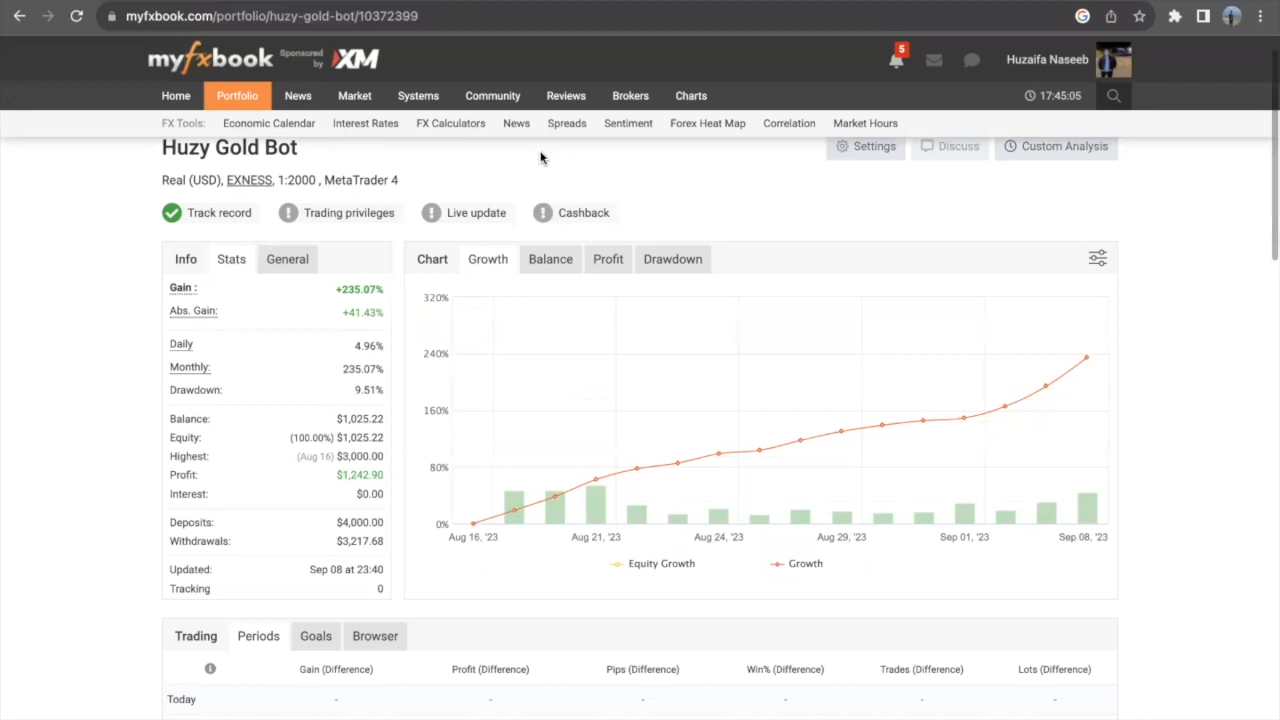 myfxbook.com/portfolio/huzy-gold-bot/10372399
myfxbook Sponsored by XM
5
Huzaifa Naseeb
Home Portfolio News Market Systems Community Reviews Brokers Charts 17:45:05
FX Tools: Economic Calendar Interest Rates FX Calculators News Spreads Sentiment Forex Heat Map Correlation Market Hours
Huzy Gold Bot Settings Discuss Custom Analysis
Real (USD), EXNESS, 1:2000 , MetaTrader 4
Track record Trading privileges Live update Cashback
Info Stats General
Gain : +235.07%
Abs. Gain: +41.43%
Daily 4.96%
Monthly: 235.07%
Drawdown: 9.51%
Balance: $1,025.22
Equity: (100.00%) $1,025.22
Highest: (Aug 16) $3,000.00
Profit: $1,242.90
Interest: $0.00
Deposits: $4,000.00
Withdrawals: $3,217.68
Updated: Sep 08 at 23:40
Tracking 0
Chart Growth Balance Profit Drawdown
320%
240%
160%
80%
0%
Aug 16, '23 Aug 21, '23 Aug 24, '23 Aug 29, '23 Sep 01, '23 Sep 08, '23
Equity Growth Growth
Trading Periods Goals Browser
Gain (Difference) Profit (Difference) Pips (Difference) Win% (Difference) Trades (Difference) Lots (Difference)
Today - - - - - -